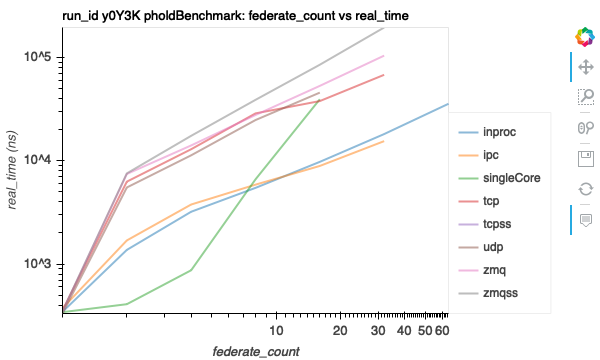 run_id y0Y3K pholdBenchmark: federate_count vs real_time
10^5
10^4
10^3
real_time (ns)
10 20 30 40 50 60
federate_count
inproc
ipc
singleCore
tcp
tcpss
udp
zmq
zmqss